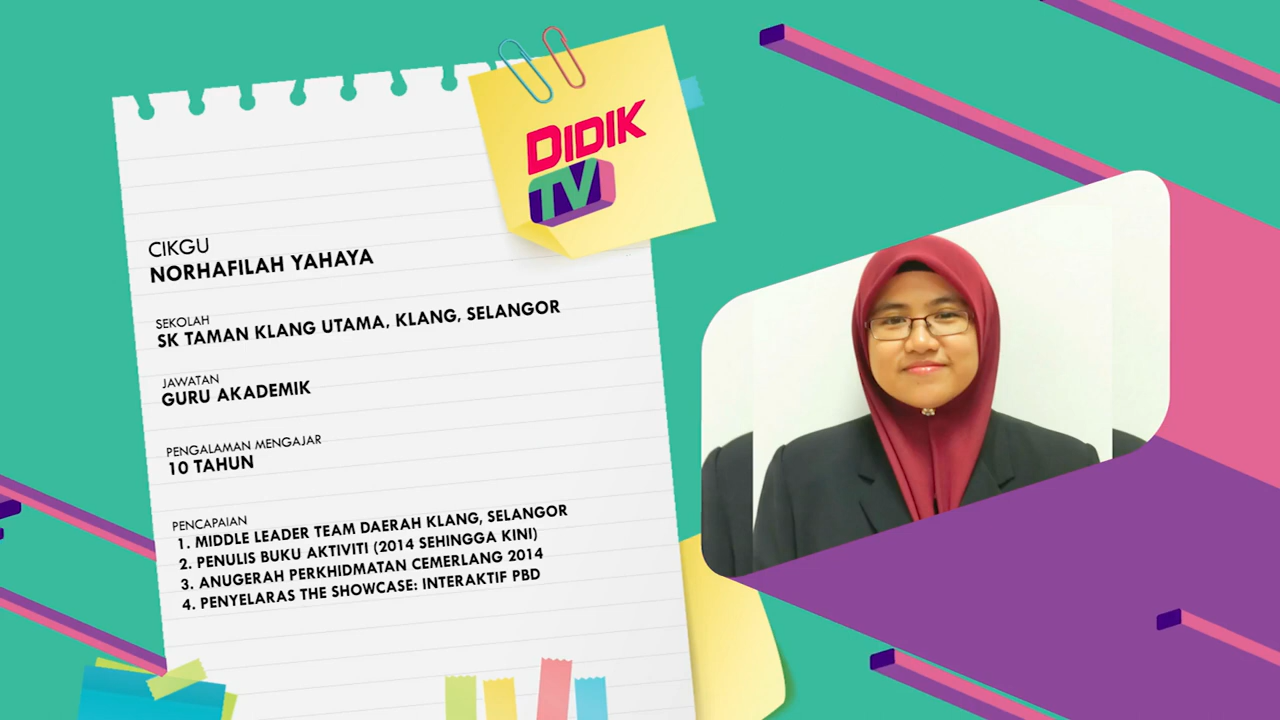 DIDIK
TV
CIKGU
NORHAFILAH YAHAYA
SEKOLAH
SK TAMAN KLANG UTAMA, KLANG, SELANGOR
JAWATAN
GURU AKADEMIK
PENGALAMAN MENGAJAR
10 TAHUN
PENCAPAIAN
1. MIDDLE LEADER TEAM DAERAH KLANG, SELANGOR
2. PENULIS BUKU AKTIVITI (2014 SEHINGGA KINI)
3. ANUGERAH PERKHIDMATAN CEMERLANG 2014
4. PENYELARAS THE SHOWCASE: INTERAKTIF PBD